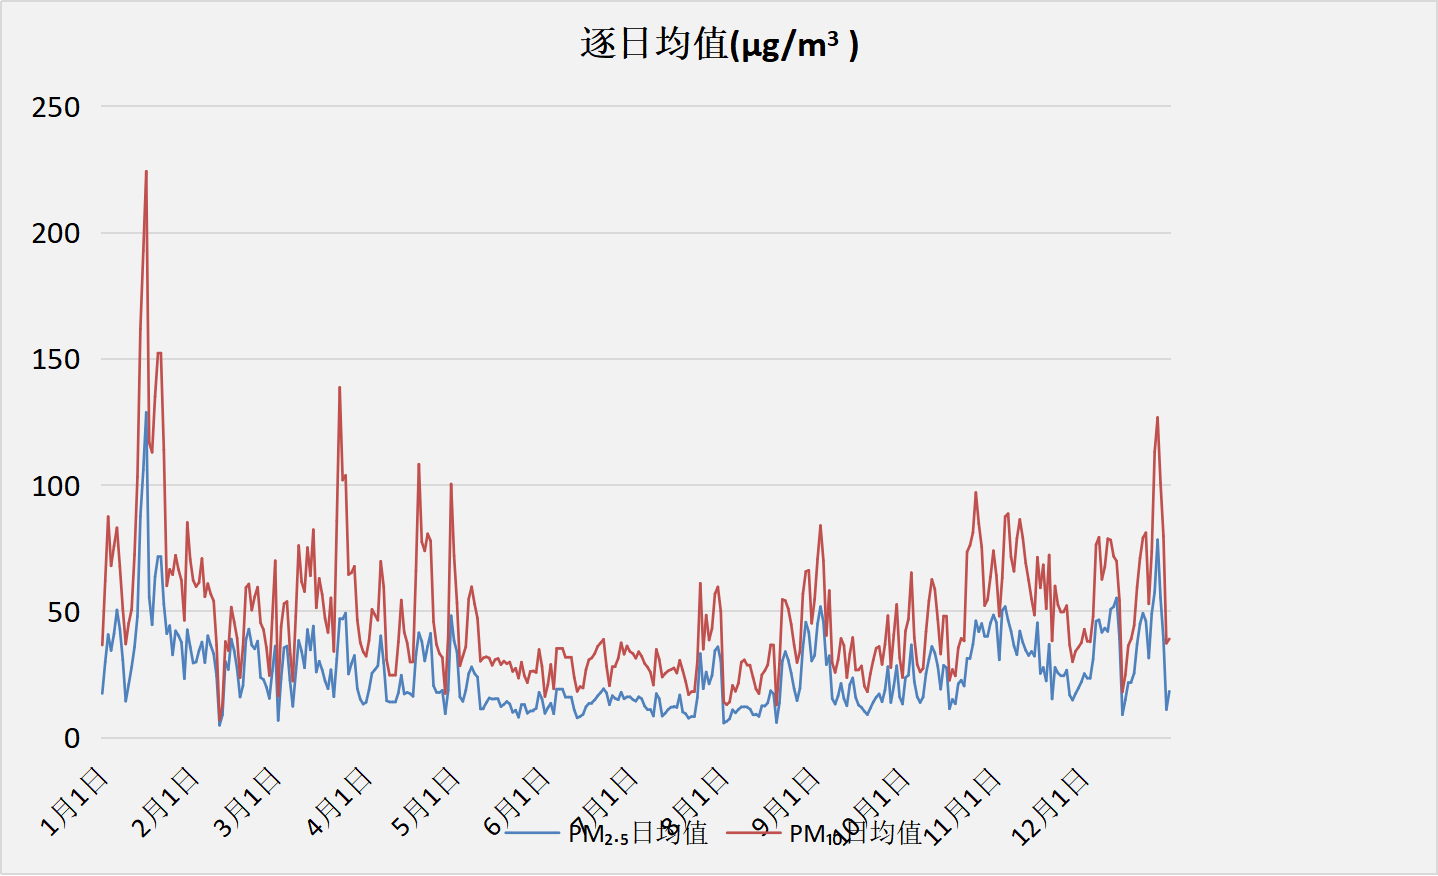 逐日均值(μg/m³ )
250
200
150
100
50
0
1月1日
2月1日
3月1日
4月1日
5月1日
6月1日
7月1日
8月1日
9月1日
10月1日
11月1日
12月1日
PM₂.₅日均值
PM₁₀日均值